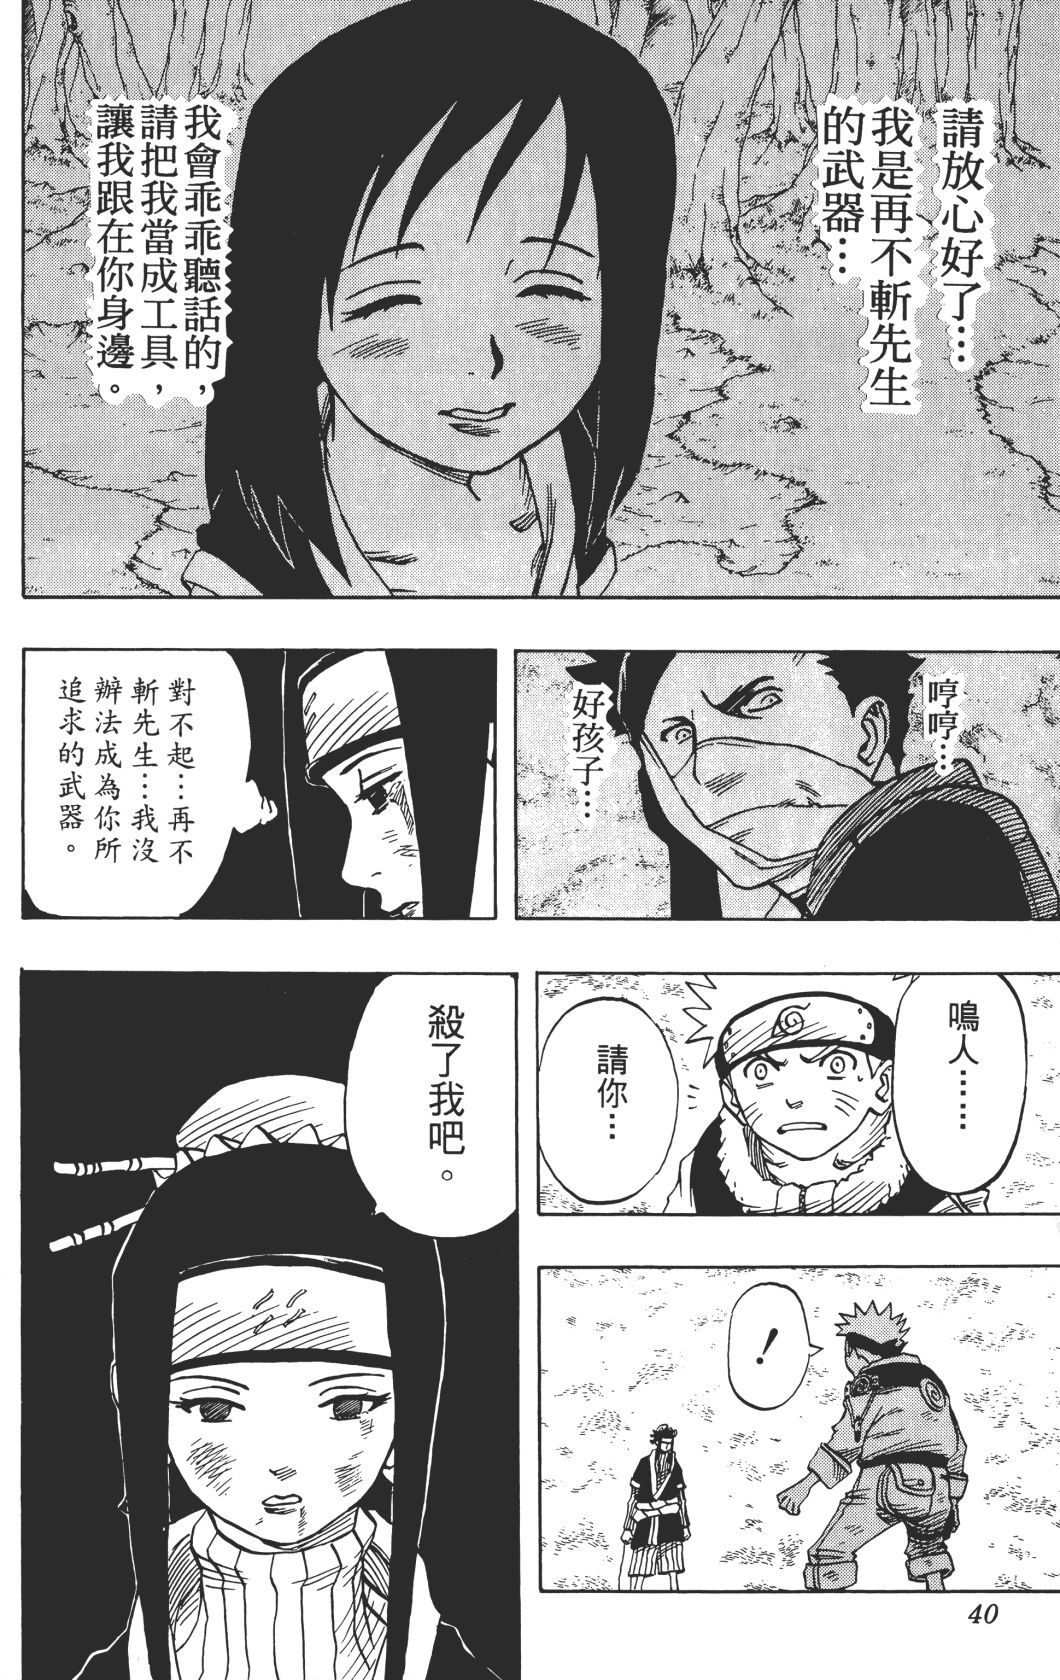 請放心好了…
我是再不斬先生
的武器…
我會乖乖聽話的，
請把我當成工具，
讓我跟在你身邊。
哼哼…
好孩子…
對不起…再不
斬先生…我沒
辦法成為你所
追求的武器。
鳴人……
請你…
！
殺了我吧。
40